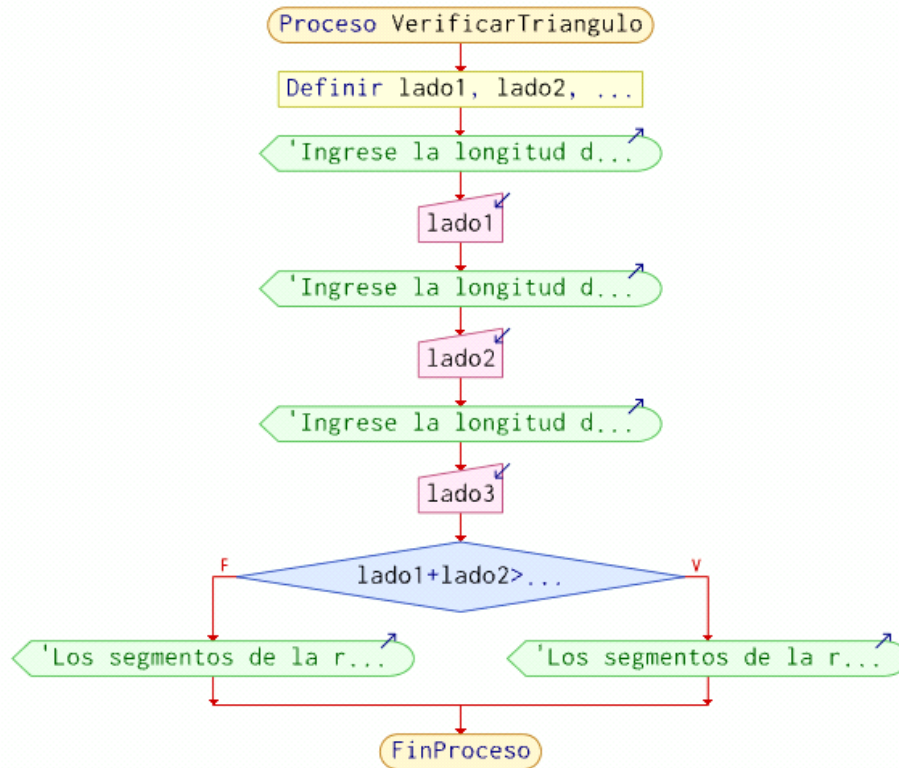 Proceso VerificarTriangulo
Definir lado1, lado2, ...
'Ingrese la longitud d...
lado1
'Ingrese la longitud d...
lado2
'Ingrese la longitud d...
lado3
F
lado1+lado2>...
V
'Los segmentos de la r...
'Los segmentos de la r...
FinProceso